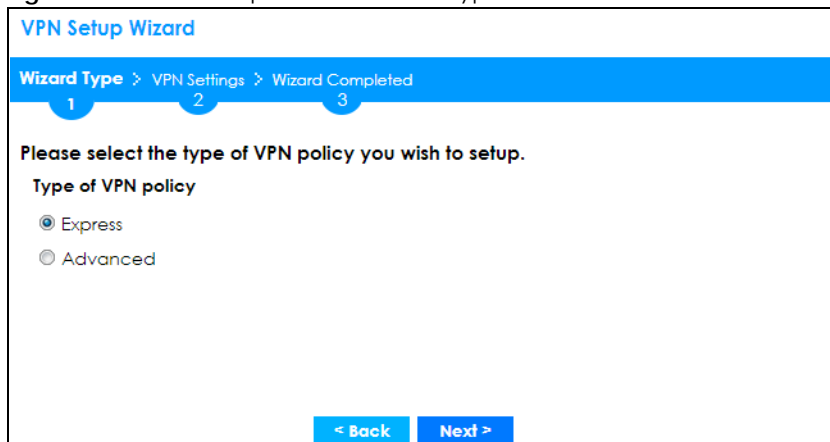 VPN Setup Wizard
Wizard Type > VPN Settings > Wizard Completed
1 2 3
Please select the type of VPN policy you wish to setup.
Type of VPN policy
Express
Advanced
< Back Next >